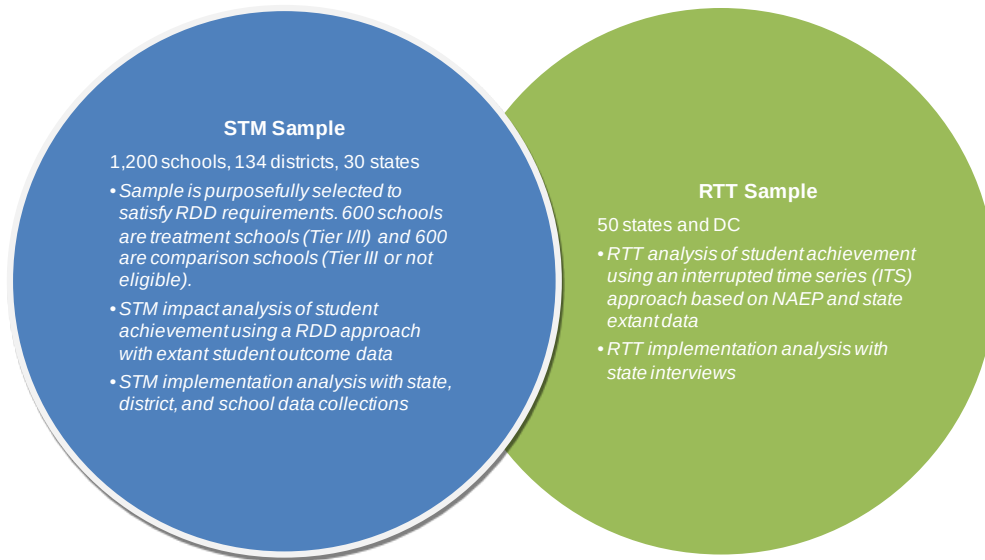 STM Sample
1,200 schools, 134 districts, 30 states
• Sample is purposefully selected to
satisfy RDD requirements. 600 schools
are treatment schools (Tier I/II) and 600
are comparison schools (Tier III or not
eligible).
• STM impact analysis of student
achievement using a RDD approach
with extant student outcome data
• STM implementation analysis with state,
district, and school data collections
RTT Sample
50 states and DC
• RTT analysis of student achievement
using an interrupted time series (ITS)
approach based on NAEP and state
extant data
• RTT implementation analysis with
state interviews